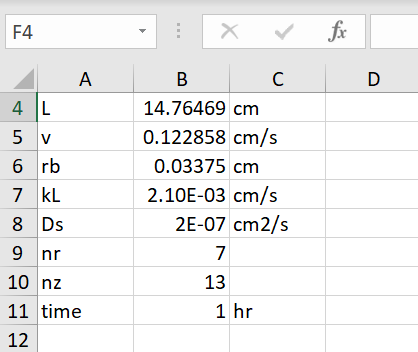 F4 fx
A B C D
4 L 14.76469 cm
5 v 0.122858 cm/s
6 rb 0.03375 cm
7 kL 2.10E-03 cm/s
8 Ds 2E-07 cm2/s
9 nr 7
10 nz 13
11 time 1 hr
12